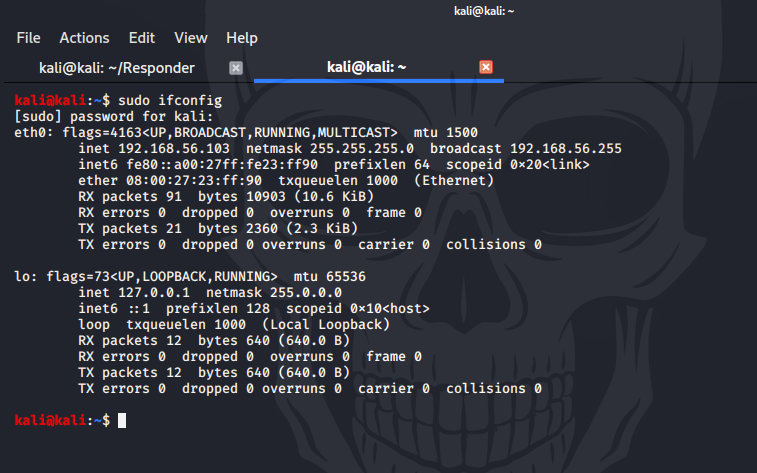 kali@kali: ~
File Actions Edit View Help
kali@kali: ~/Responder
kali@kali: ~
kali@kali:~$ sudo ifconfig
[sudo] password for kali:
eth0: flags=4163<UP,BROADCAST,RUNNING,MULTICAST>  mtu 1500
        inet 192.168.56.103  netmask 255.255.255.0  broadcast 192.168.56.255
        inet6 fe80::a00:27ff:fe23:ff90  prefixlen 64  scopeid 0×20<link>
        ether 08:00:27:23:ff:90  txqueuelen 1000  (Ethernet)
        RX packets 91  bytes 10903 (10.6 KiB)
        RX errors 0  dropped 0  overruns 0  frame 0
        TX packets 21  bytes 2360 (2.3 KiB)
        TX errors 0  dropped 0 overruns 0  carrier 0  collisions 0
lo: flags=73<UP,LOOPBACK,RUNNING>  mtu 65536
        inet 127.0.0.1  netmask 255.0.0.0
        inet6 ::1  prefixlen 128  scopeid 0×10<host>
        loop  txqueuelen 1000  (Local Loopback)
        RX packets 12  bytes 640 (640.0 B)
        RX errors 0  dropped 0  overruns 0  frame 0
        TX packets 12  bytes 640 (640.0 B)
        TX errors 0  dropped 0 overruns 0  carrier 0  collisions 0
kali@kali:~$